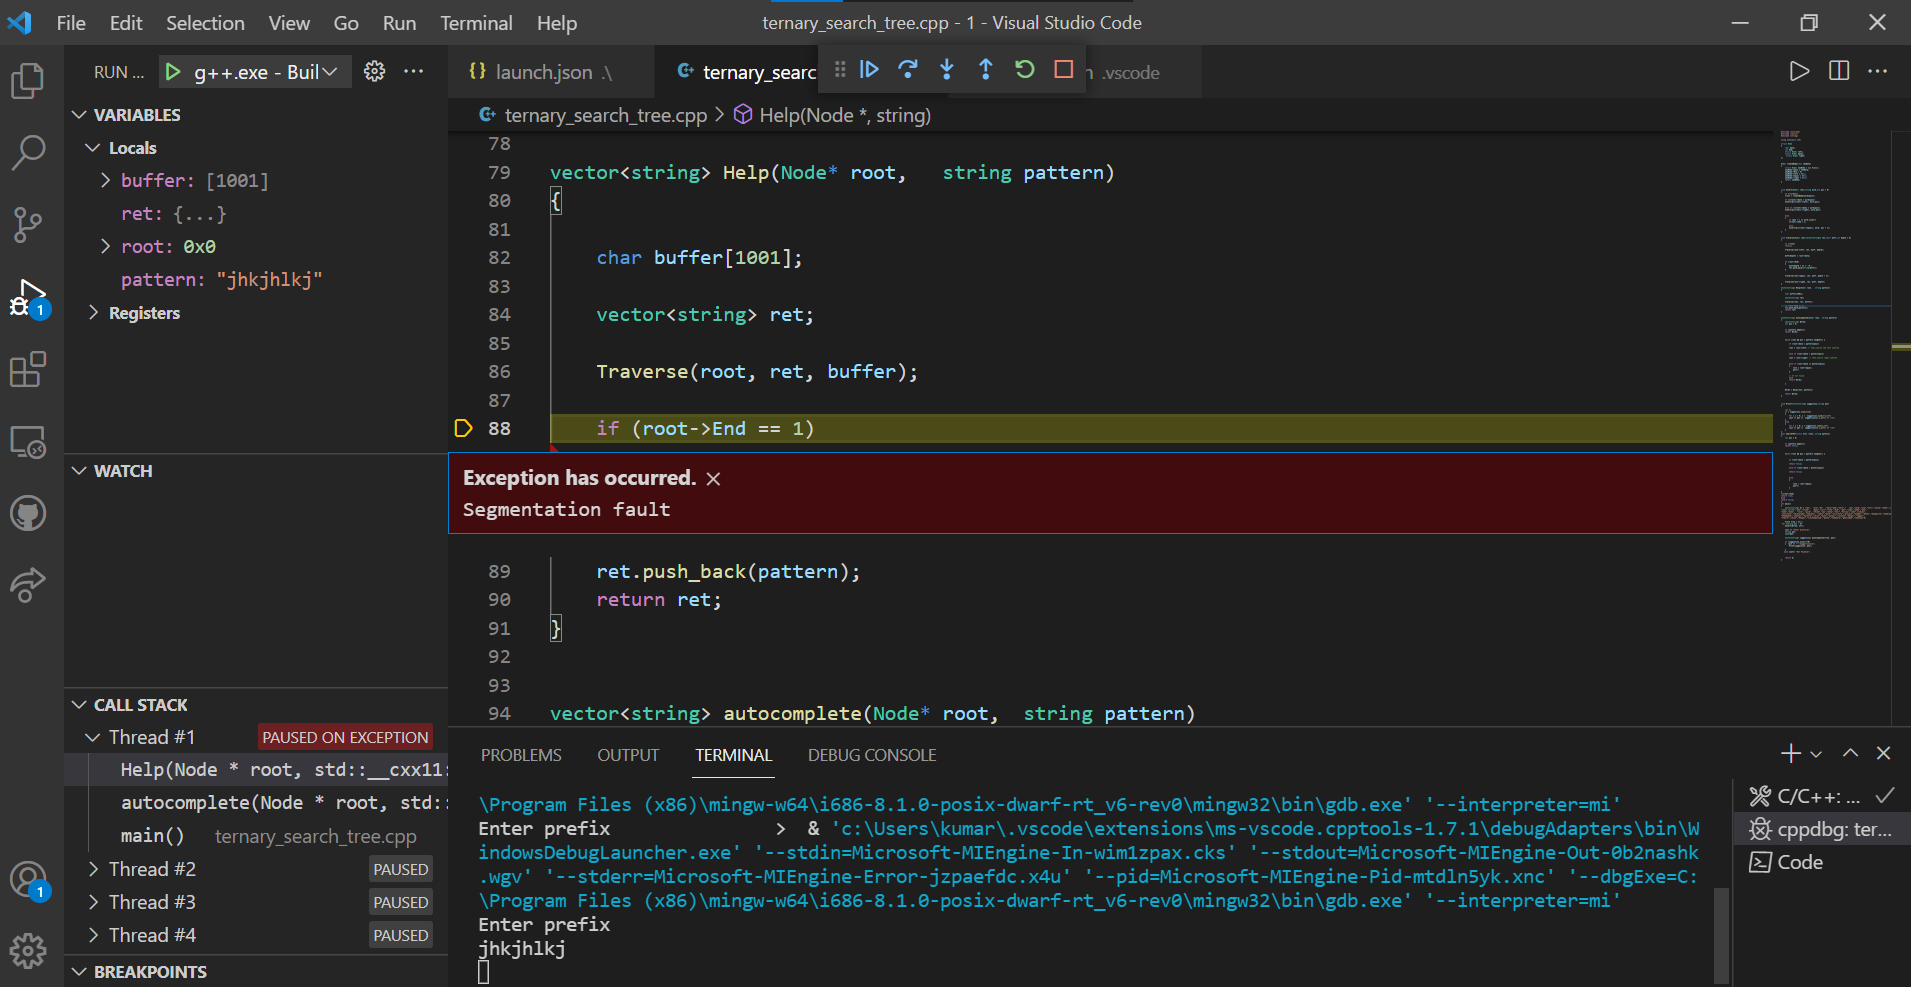 File Edit Selection View Go Run Terminal Help
ternary_search_tree.cpp - 1 - Visual Studio Code
RUN ...
g++.exe - Buil
launch.json .\
ternary_searc
n .vscode
ternary_search_tree.cpp > Help(Node *, string)
VARIABLES
Locals
buffer: [1001]
ret: {...}
root: 0x0
pattern: "jhkjhlkj"
Registers
WATCH
CALL STACK
Thread #1 PAUSED ON EXCEPTION
Help(Node * root, std::__cxx11:
autocomplete(Node * root, std::
main() ternary_search_tree.cpp
Thread #2 PAUSED
Thread #3 PAUSED
Thread #4 PAUSED
BREAKPOINTS
1
1
78
79 vector<string> Help(Node* root,   string pattern)
80 {
81
82     char buffer[1001];
83
84     vector<string> ret;
85
86     Traverse(root, ret, buffer);
87
88     if (root->End == 1)
Exception has occurred. ×
Segmentation fault
89     ret.push_back(pattern);
90     return ret;
91 }
92
93
94 vector<string> autocomplete(Node* root,  string pattern)
PROBLEMS OUTPUT TERMINAL DEBUG CONSOLE
\Program Files (x86)\mingw-w64\i686-8.1.0-posix-dwarf-rt_v6-rev0\mingw32\bin\gdb.exe' '--interpreter=mi'
Enter prefix               >  & 'c:\Users\kumar\.vscode\extensions\ms-vscode.cpptools-1.7.1\debugAdapters\bin\W
indowsDebugLauncher.exe' '--stdin=Microsoft-MIEngine-In-wim1zpax.cks' '--stdout=Microsoft-MIEngine-Out-0b2nashk
.wgv' '--stderr=Microsoft-MIEngine-Error-jzpaefdc.x4u' '--pid=Microsoft-MIEngine-Pid-mtdln5yk.xnc' '--dbgExe=C:
\Program Files (x86)\mingw-w64\i686-8.1.0-posix-dwarf-rt_v6-rev0\mingw32\bin\gdb.exe' '--interpreter=mi'
Enter prefix
jhkjhlkj
C/C++: ...
cppdbg: ter...
Code